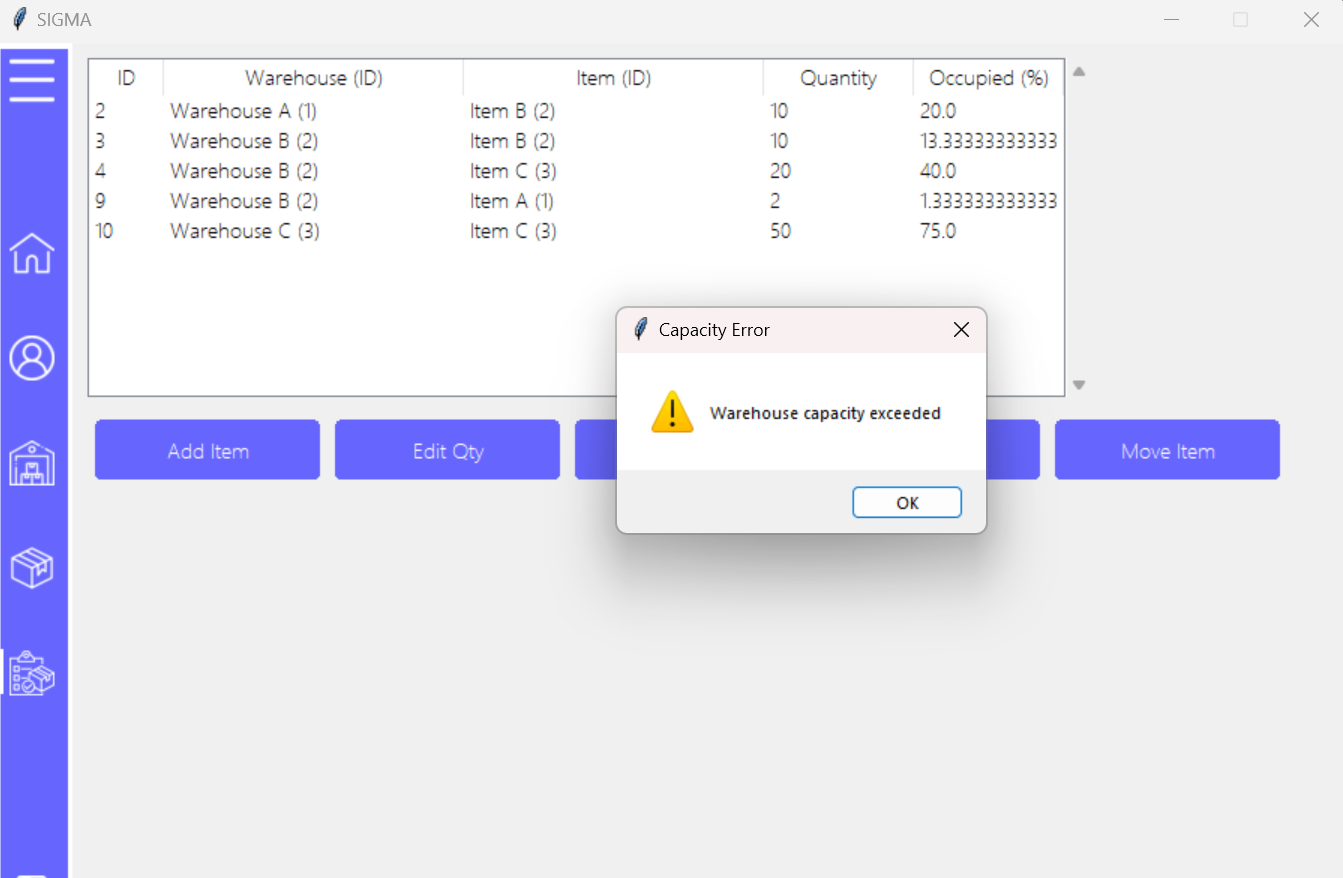 SIGMA
ID Warehouse (ID) Item (ID) Quantity Occupied (%)
2 Warehouse A (1) Item B (2) 10 20.0
3 Warehouse B (2) Item B (2) 10 13.33333333333
4 Warehouse B (2) Item C (3) 20 40.0
9 Warehouse B (2) Item A (1) 2 1.333333333333
10 Warehouse C (3) Item C (3) 50 75.0
Capacity Error
Warehouse capacity exceeded
OK
Add Item Edit Qty Move Item